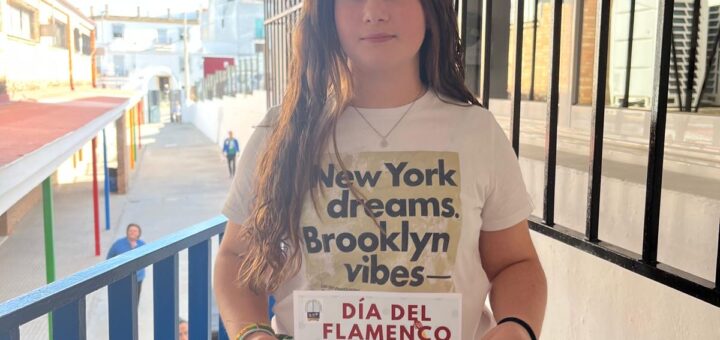 New York
dreams.
Brooklyn
vibes—
DÍA DEL
FLAMENCO